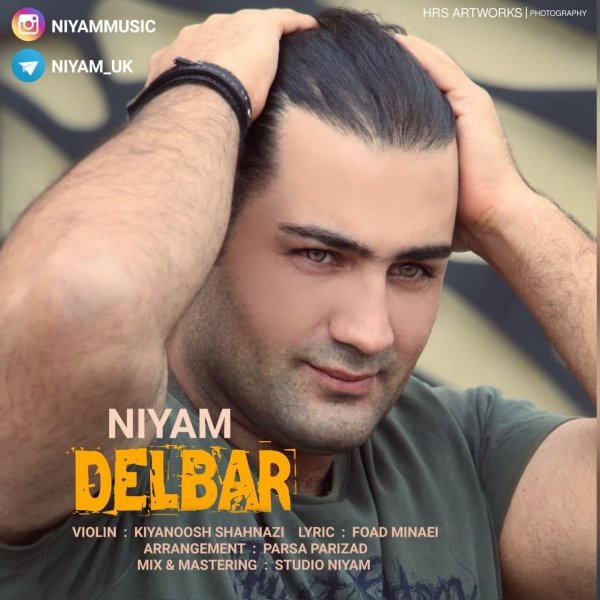 NIYAMMUSIC
HRS ARTWORKS | PHOTOGRAPHY
NIYAM_UK
NIYAM
DELBAR
VIOLIN : KIYANOOSH SHAHNAZI LYRIC : FOAD MINAEI
ARRANGEMENT : PARSA PARIZAD
MIX & MASTERING : STUDIO NIYAM